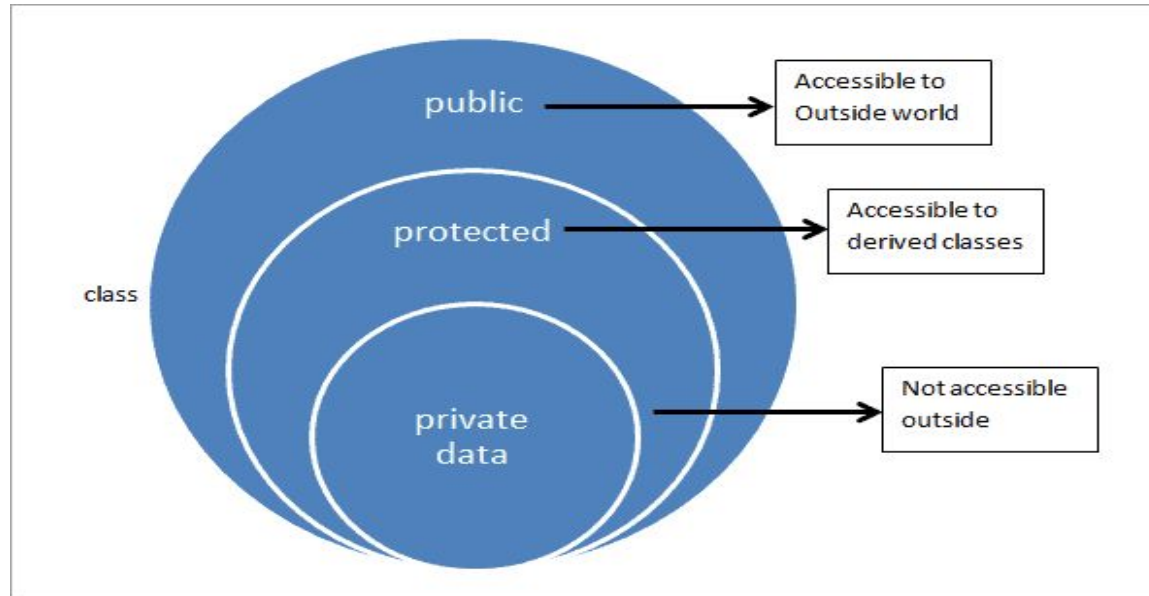 public
Accessible to
Outside world
protected
Accessible to
derived classes
class
private
data
Not accessible
outside